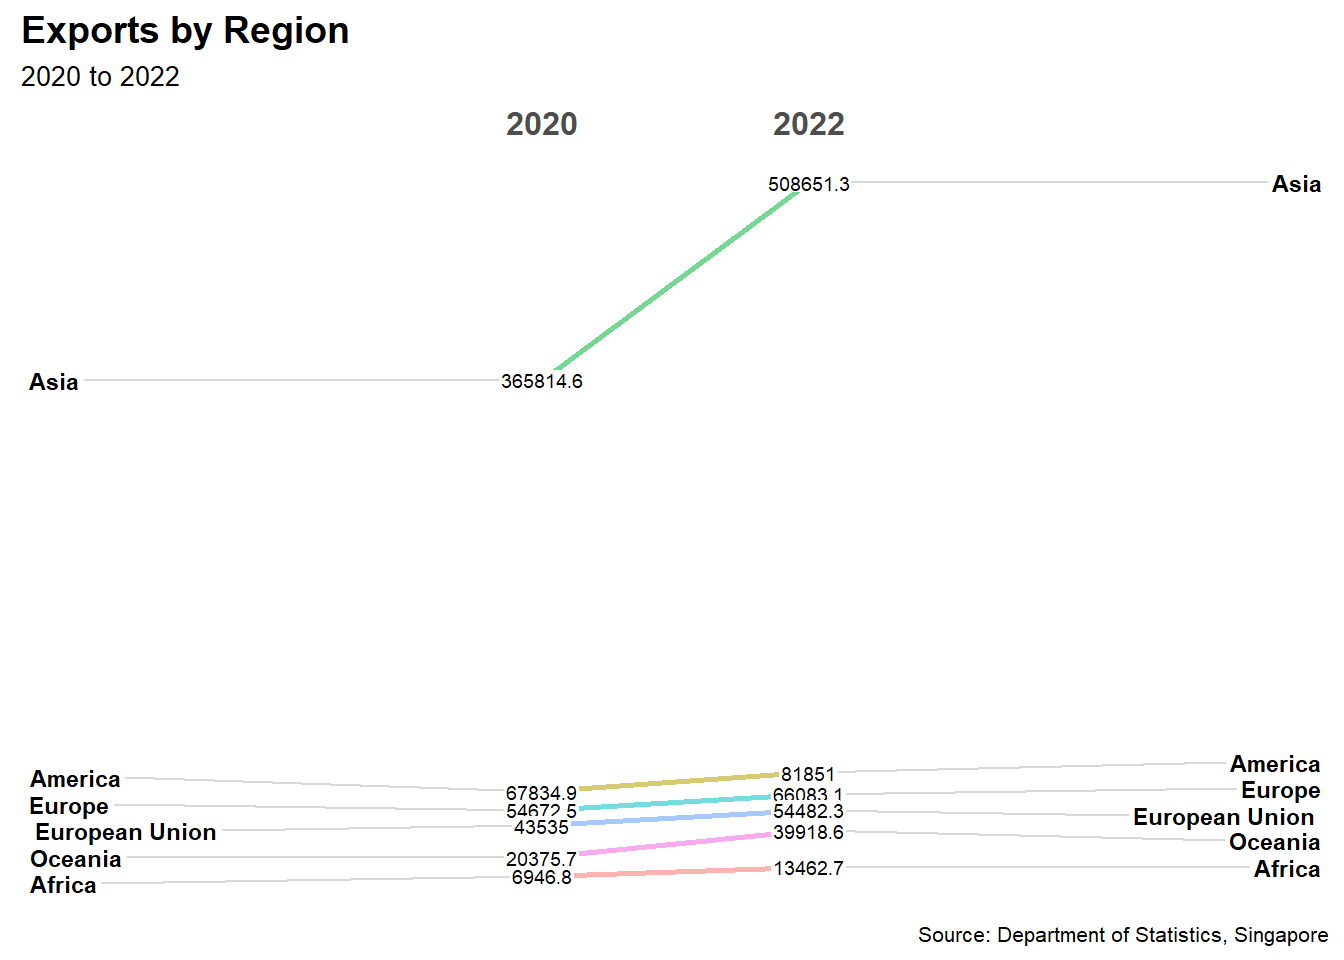 Exports by Region
2020 to 2022
2020 2022
508651.3 Asia
Asia 365814.6
America 67834.9 81851 America
Europe 54672.5 66083.1 Europe
European Union 43535 54482.3 European Union
Oceania 20375.7 39918.6 Oceania
Africa 6946.8 13462.7 Africa
Source: Department of Statistics, Singapore